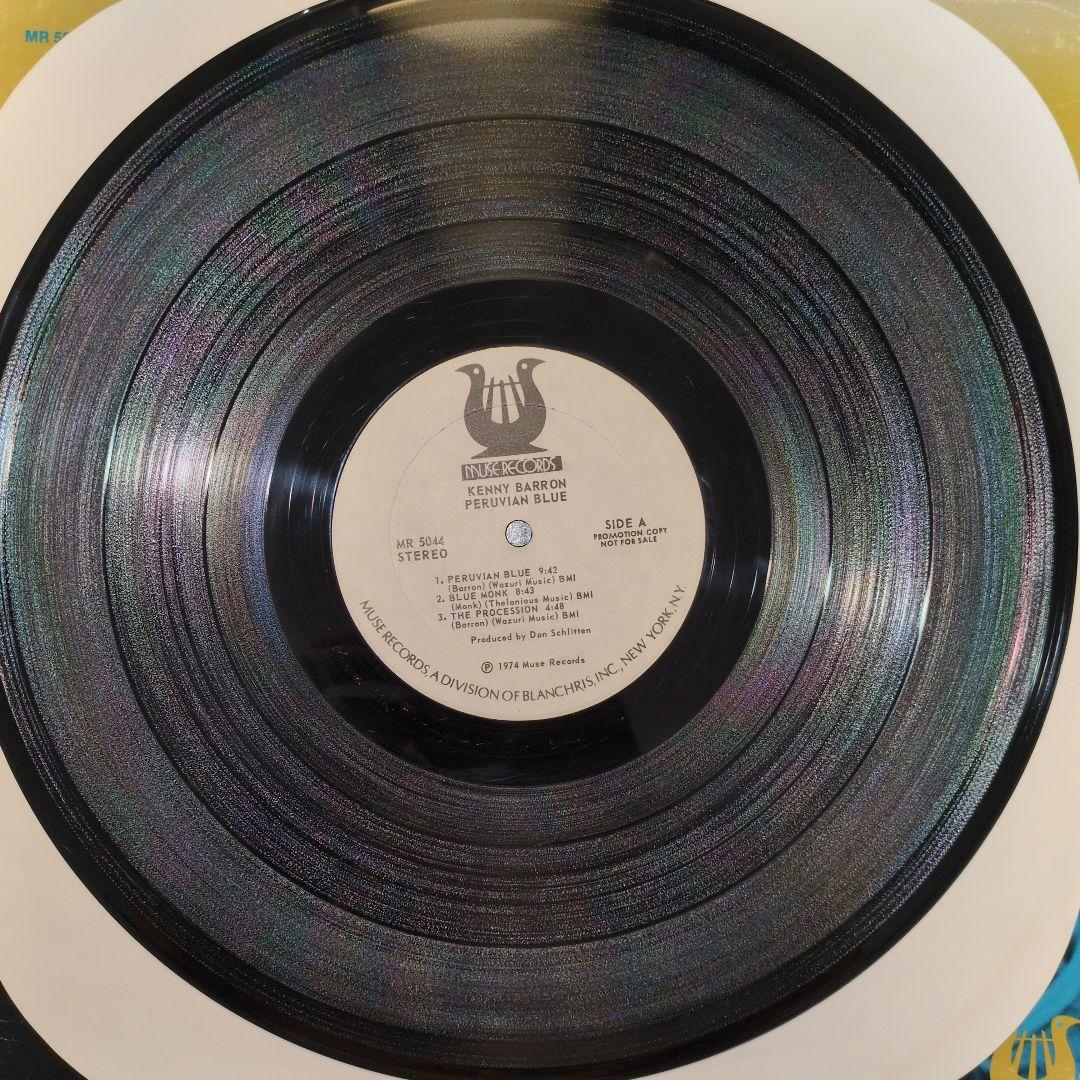 MR
MUSE RECORDS
KENNY BARRON
PERUVIAN BLUE
MR 5044
STEREO
SIDE A
PROMOTION COPY
NOT FOR SALE
1. PERUVIAN BLUE 9:42
(Barron) (Wazuri Music) BMI
2. BLUE MONK 8:43
(Monk) (Thelonious Music) BMI
3. THE PROCESSION 4:48
(Barron) (Wazuri Music) BMI
Produced by Don Schlitten
℗ 1974 Muse Records
MUSE RECORDS, A DIVISION OF BLANCHRIS, INC., NEW YORK, N.Y.